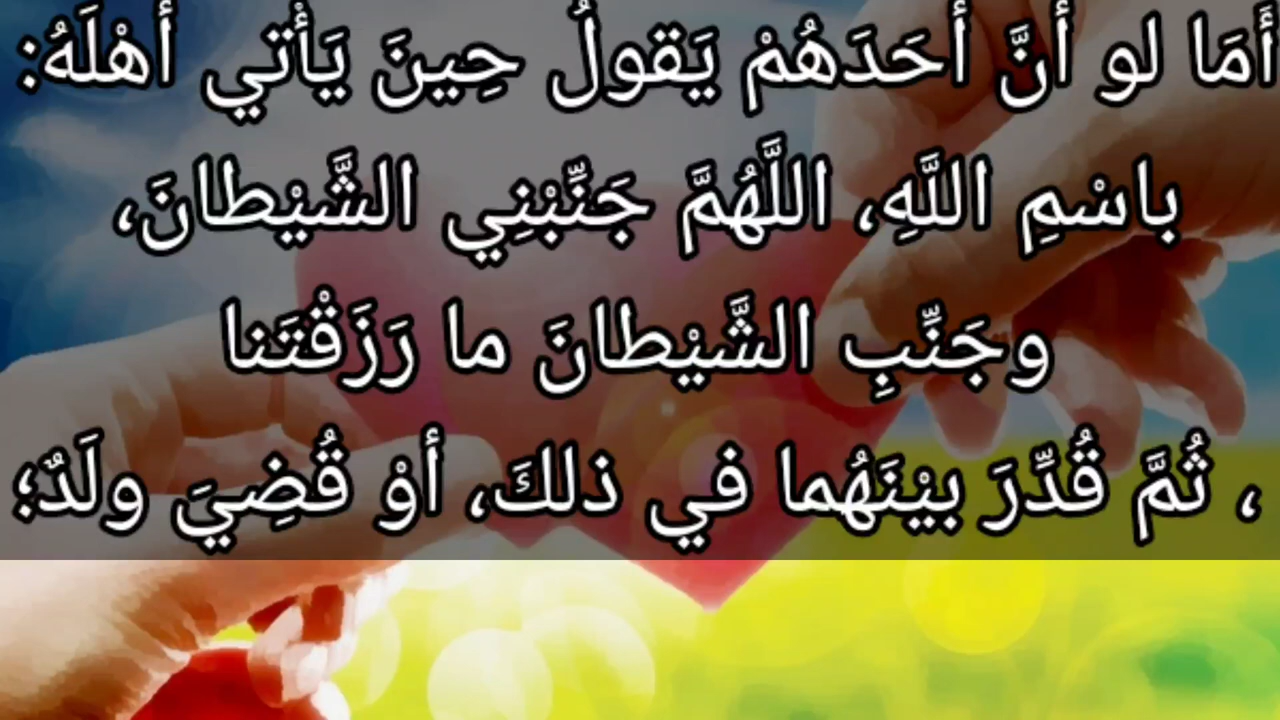 أَمَا لو أنَّ أحَدَهُمْ يَقولُ حِينَ يَأْتي أهْلَهُ:
باسْمِ اللَّهِ، اللَّهُمَّ جَنِّبْنِي الشَّيْطانَ،
وجَنِّبِ الشَّيْطانَ ما رَزَقْتَنا
، ثُمَّ قُدِّرَ بيْنَهُما في ذلكَ، أوْ قُضِيَ ولَدٌ؛